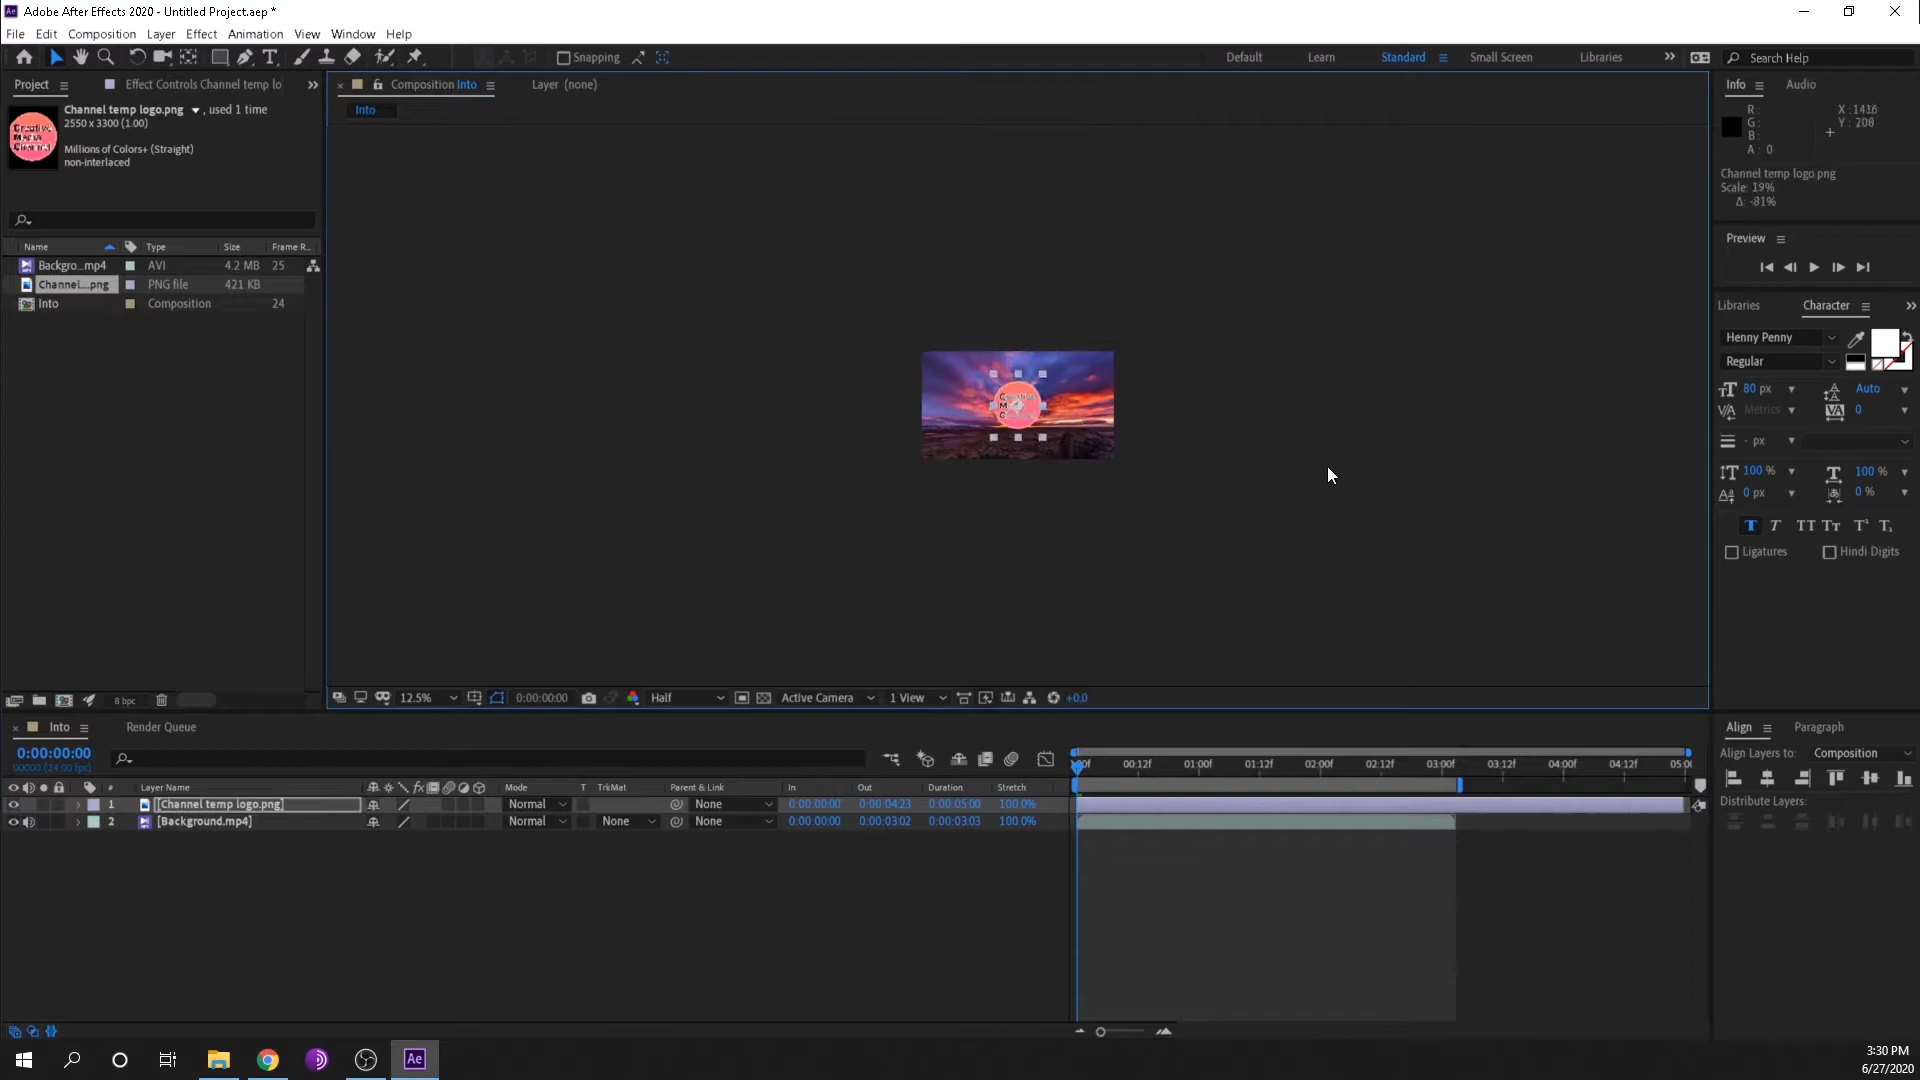 Adobe After Effects 2020 - Untitled Project.aep *
File Edit Composition Layer Effect Animation View Window Help
Snapping
Default Learn Standard Small Screen Libraries
Search Help
Project
Effect Controls Channel temp lo
Composition Into
Layer (none)
Into
Channel temp logo.png , used 1 time
2550 x 3300 (1.00)
Millions of Colors+ (Straight)
non-interlaced
Creative
Media
Channel
Name Type Size Frame R...
Backgro...mp4 AVI 4.2 MB 25
Channel....png PNG file 421 KB
Into Composition 24
8 bpc
12.5% 0:00:00:00 Half Active Camera 1 View +0.0
Info Audio
R : X : 1416
G : Y : 208
B :
A : 0
Channel temp logo.png
Scale: 19%
Δ: -81%
Preview
Libraries Character
Henny Penny
Regular
80 px Auto
Metrics 0
- px
100 % 100 %
0 px 0 %
T T TT Tт T¹ T₁
Ligatures Hindi Digits
Into Render Queue
0:00:00:00
00000 (24.00 fps)
# Layer Name Mode T TrkMat Parent & Link In Out Duration Stretch
1 [Channel temp logo.png] Normal None 0:00:00:00 0:00:04:23 0:00:05:00 100.0%
2 [Background.mp4] Normal None None 0:00:00:00 0:00:03:02 0:00:03:03 100.0%
00f 00:12f 01:00f 01:12f 02:00f 02:12f 03:00f 03:12f 04:00f 04:12f 05:0
Align Paragraph
Align Layers to: Composition
Distribute Layers:
Ae
3:30 PM
6/27/2020